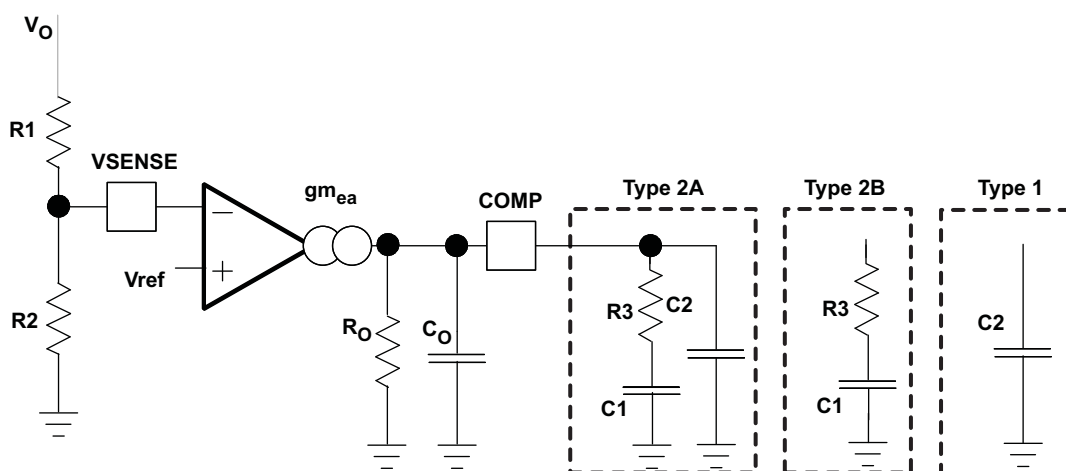 VO
R1
VSENSE
gmea
COMP
Type 2A
Type 2B
Type 1
Vref
R2
RO
CO
R3
C2
C1
R3
C1
C2